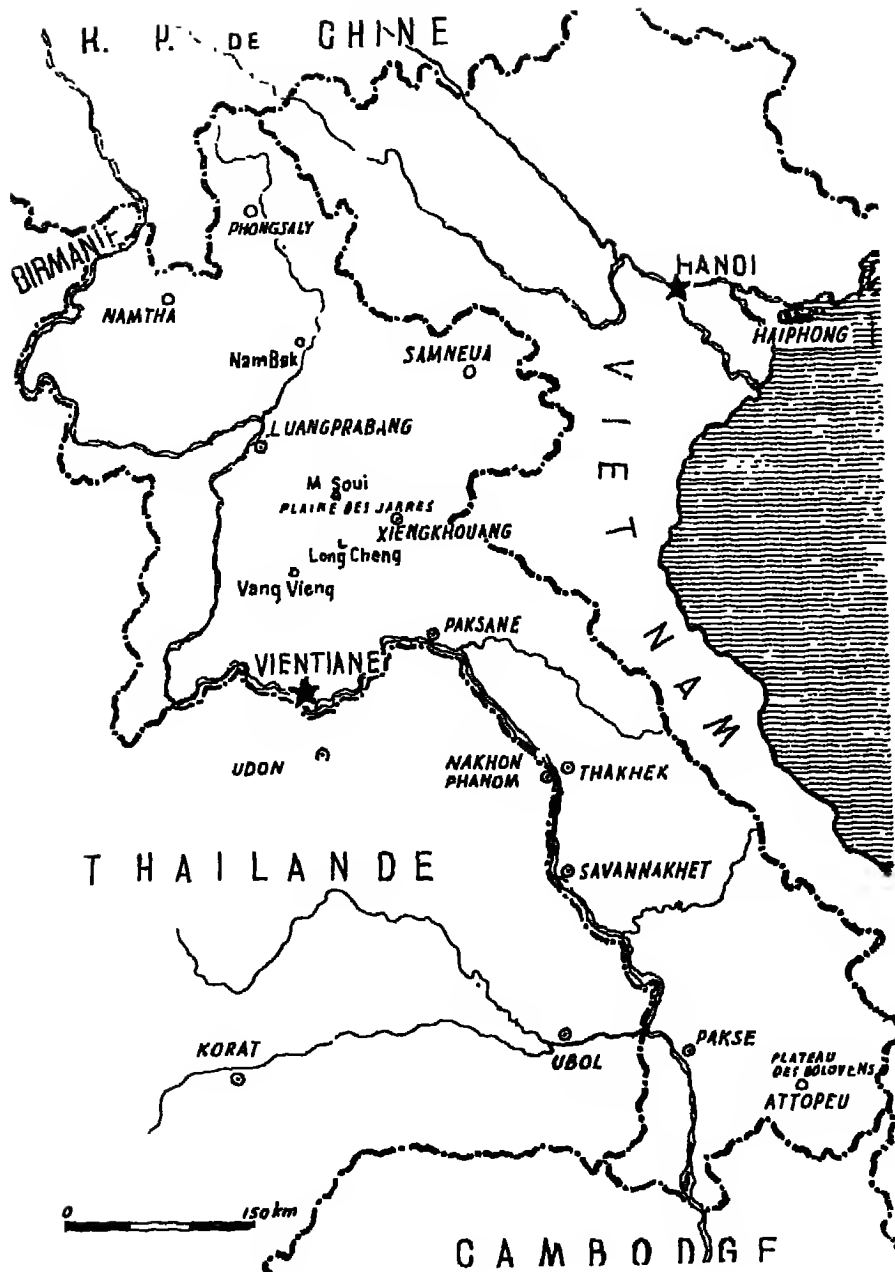 R. P. DE CHINE
BIRMANIE
PHONGSALY
HANOI
NAMTHA
HAIPHONG
NamBak
SAMNEUA
VIET NAM
LUANGPRABANG
M Soui
PLAINE DES JARRES
XIENGKHOUANG
Long Cheng
Vang Vieng
PAKSANE
VIENTIANE
UDON
NAKHON
PHANOM
THAKHEK
THAILANDE
SAVANNAKHET
KORAT
UBOL
PAKSE
PLATEAU
DES BOLOVENS
ATTOPEU
0 150km
CAMBODGE